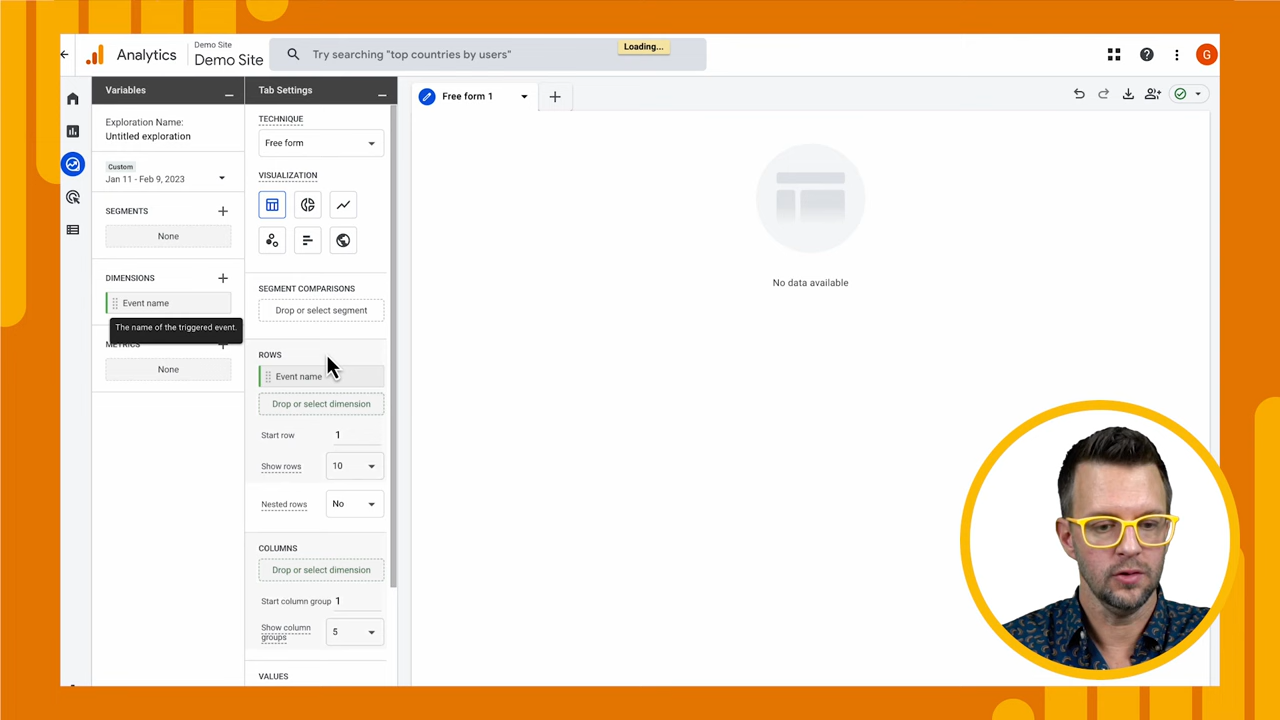 Analytics
Demo Site
Demo Site
Try searching "top countries by users"
Loading...
G
Variables
Exploration Name:
Untitled exploration
Custom
Jan 11 - Feb 9, 2023
SEGMENTS
None
DIMENSIONS
Event name
The name of the triggered event.
METRICS
None
Tab Settings
TECHNIQUE
Free form
VISUALIZATION
SEGMENT COMPARISONS
Drop or select segment
ROWS
Event name
Drop or select dimension
Start row 1
Show rows 10
Nested rows No
COLUMNS
Drop or select dimension
Start column group 1
Show column
groups 5
VALUES
Free form 1
No data available